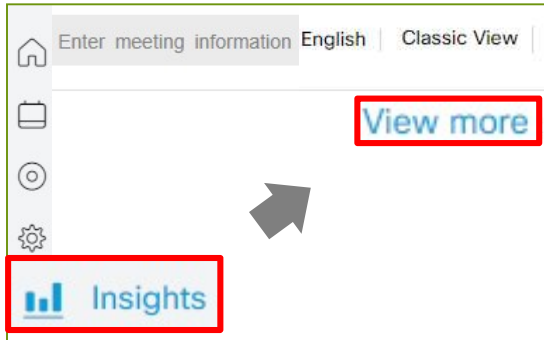 Enter meeting information English Classic View
View more
Insights